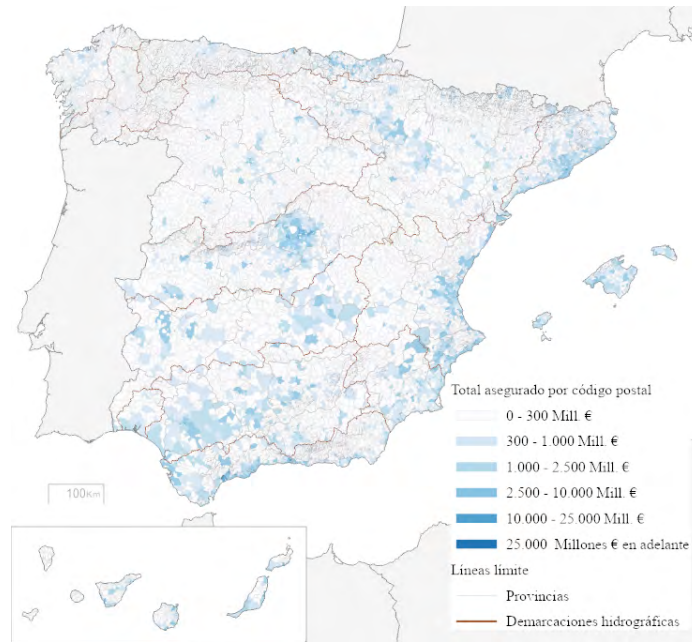 Total asegurado por código postal
0 - 300 Mill. €
300 - 1.000 Mill. €
1.000 - 2.500 Mill. €
2.500 - 10.000 Mill. €
10.000 - 25.000 Mill. €
25.000 Millones € en adelante
Líneas límite
Provincias
Demarcaciones hidrográficas
100Km